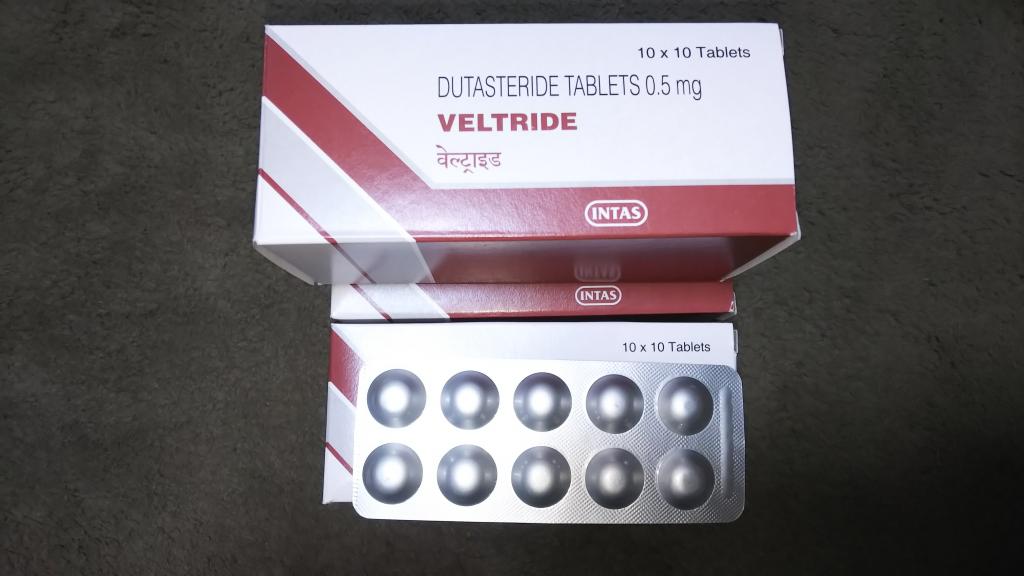 10 x 10 Tablets
DUTASTERIDE TABLETS 0.5 mg
VELTRIDE
वेल्ट्राइड
INTAS
INTAS
10 x 10 Tablets